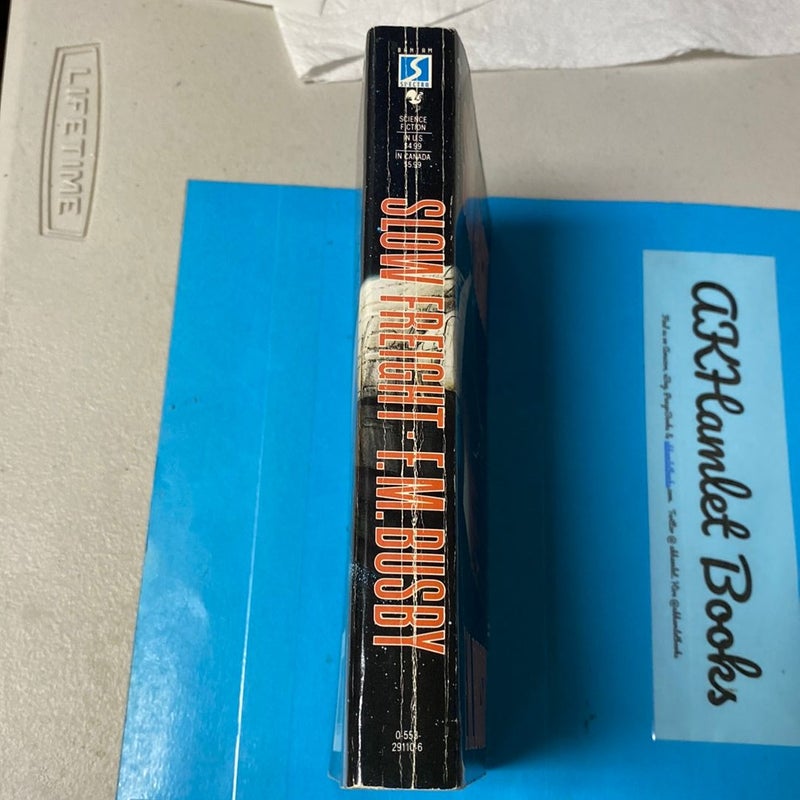 LIFETIME
BANTAM
SPECTRA
SCIENCE
FICTION
IN U.S.
$4.99
IN CANADA
$5.99
SLOW FREIGHT · F.M. BUSBY
0-553-
29110-6
AKHamlet Books